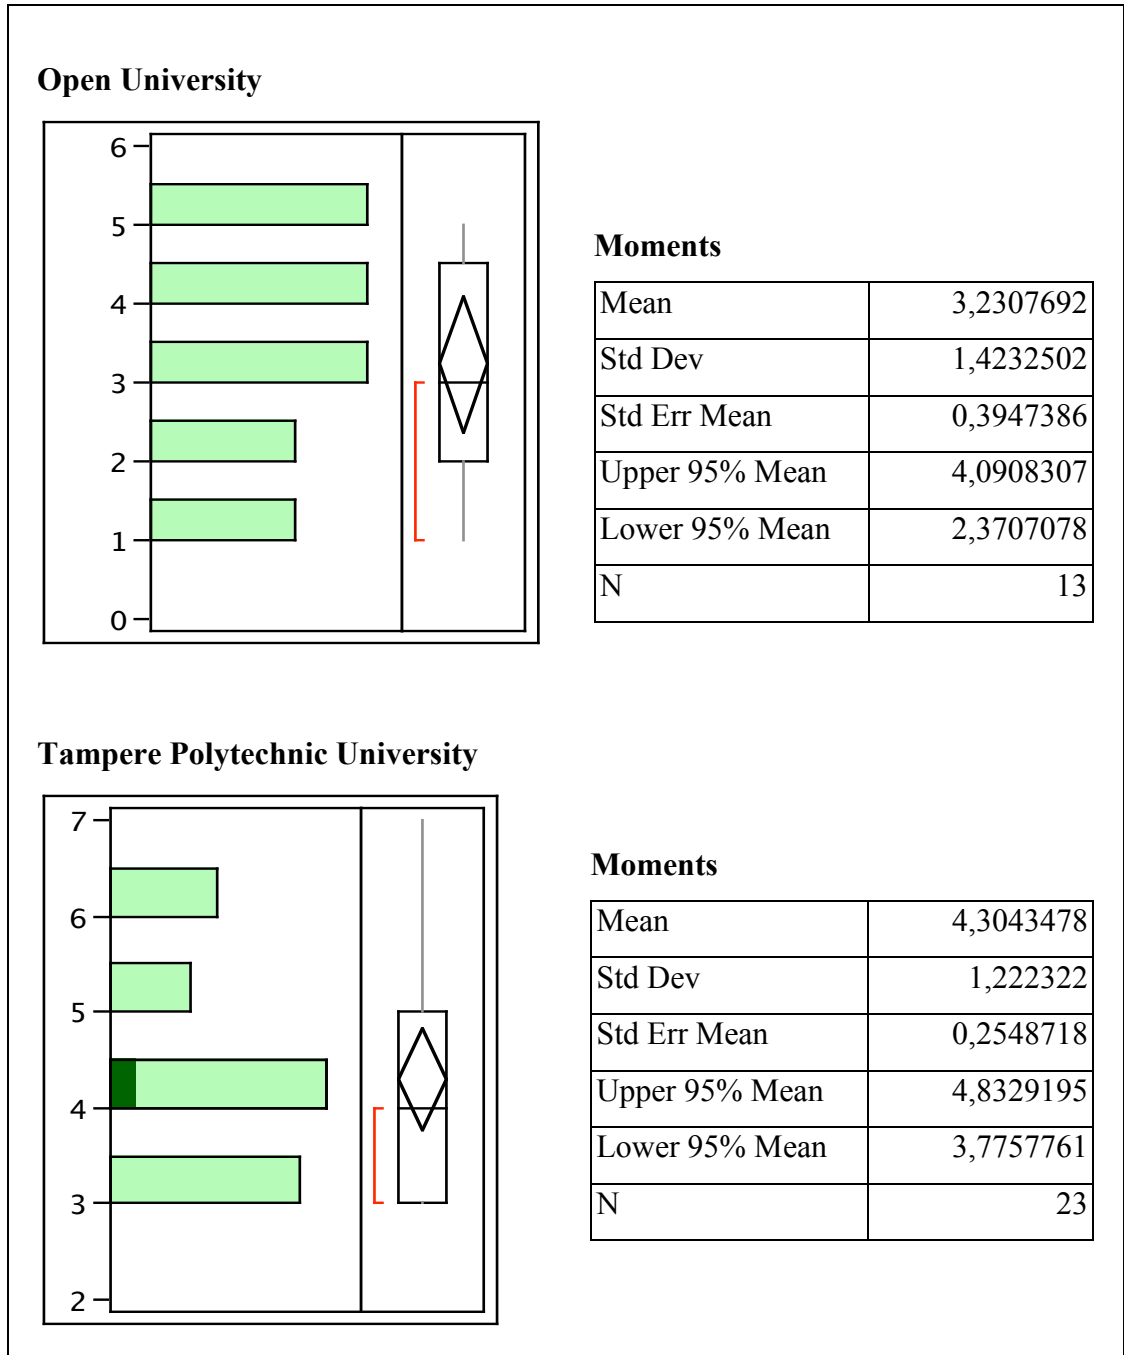 Open University
6
5
4
3
2
1
0
Moments
Mean 3,2307692
Std Dev 1,4232502
Std Err Mean 0,3947386
Upper 95% Mean 4,0908307
Lower 95% Mean 2,3707078
N 13
Tampere Polytechnic University
7
6
5
4
3
2
Moments
Mean 4,3043478
Std Dev 1,222322
Std Err Mean 0,2548718
Upper 95% Mean 4,8329195
Lower 95% Mean 3,7757761
N 23